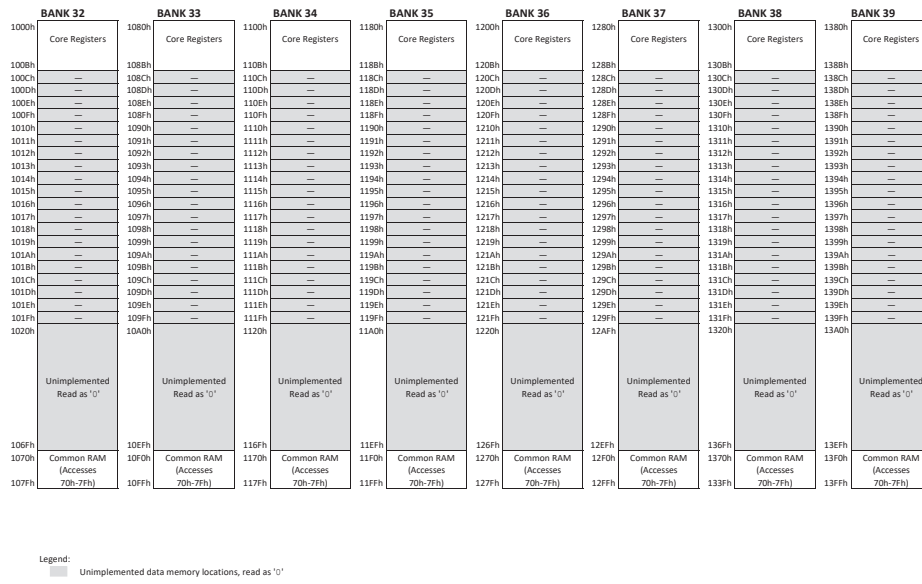 BANK 32 BANK 33 BANK 34 BANK 35 BANK 36 BANK 37 BANK 38 BANK 39
1000h 1080h 1100h 1180h 1200h 1280h 1300h 1380h
Core Registers Core Registers Core Registers Core Registers Core Registers Core Registers Core Registers Core Registers
100Bh 108Bh 110Bh 118Bh 120Bh 128Bh 130Bh 138Bh
100Ch — 108Ch — 110Ch — 118Ch — 120Ch — 128Ch — 130Ch — 138Ch —
100Dh — 108Dh — 110Dh — 118Dh — 120Dh — 128Dh — 130Dh — 138Dh —
100Eh — 108Eh — 110Eh — 118Eh — 120Eh — 128Eh — 130Eh — 138Eh —
100Fh — 108Fh — 110Fh — 118Fh — 120Fh — 128Fh — 130Fh — 138Fh —
1010h — 1090h — 1110h — 1190h — 1210h — 1290h — 1310h — 1390h —
1011h — 1091h — 1111h — 1191h — 1211h — 1291h — 1311h — 1391h —
1012h — 1092h — 1112h — 1192h — 1212h — 1292h — 1312h — 1392h —
1013h — 1093h — 1113h — 1193h — 1213h — 1293h — 1313h — 1393h —
1014h — 1094h — 1114h — 1194h — 1214h — 1294h — 1314h — 1394h —
1015h — 1095h — 1115h — 1195h — 1215h — 1295h — 1315h — 1395h —
1016h — 1096h — 1116h — 1196h — 1216h — 1296h — 1316h — 1396h —
1017h — 1097h — 1117h — 1197h — 1217h — 1297h — 1317h — 1397h —
1018h — 1098h — 1118h — 1198h — 1218h — 1298h — 1318h — 1398h —
1019h — 1099h — 1119h — 1199h — 1219h — 1299h — 1319h — 1399h —
101Ah — 109Ah — 111Ah — 119Ah — 121Ah — 129Ah — 131Ah — 139Ah —
101Bh — 109Bh — 111Bh — 119Bh — 121Bh — 129Bh — 131Bh — 139Bh —
101Ch — 109Ch — 111Ch — 119Ch — 121Ch — 129Ch — 131Ch — 139Ch —
101Dh — 109Dh — 111Dh — 119Dh — 121Dh — 129Dh — 131Dh — 139Dh —
101Eh — 109Eh — 111Eh — 119Eh — 121Eh — 129Eh — 131Eh — 139Eh —
101Fh — 109Fh — 111Fh — 119Fh — 121Fh — 129Fh — 131Fh — 139Fh —
1020h 10A0h 1120h 11A0h 1220h 12AFh 1320h 13A0h
Unimplemented Unimplemented Unimplemented Unimplemented Unimplemented Unimplemented Unimplemented Unimplemented
Read as '0' Read as '0' Read as '0' Read as '0' Read as '0' Read as '0' Read as '0' Read as '0'
106Fh 10EFh 116Fh 11EFh 126Fh 12EFh 136Fh 13EFh
1070h Common RAM 10F0h Common RAM 1170h Common RAM 11F0h Common RAM 1270h Common RAM 12F0h Common RAM 1370h Common RAM 13F0h Common RAM
(Accesses (Accesses (Accesses (Accesses (Accesses (Accesses (Accesses (Accesses
107Fh 70h-7Fh) 10FFh 70h-7Fh) 117Fh 70h-7Fh) 11FFh 70h-7Fh) 127Fh 70h-7Fh) 12FFh 70h-7Fh) 133Fh 70h-7Fh) 13FFh 70h-7Fh)
Legend:
Unimplemented data memory locations, read as '0'